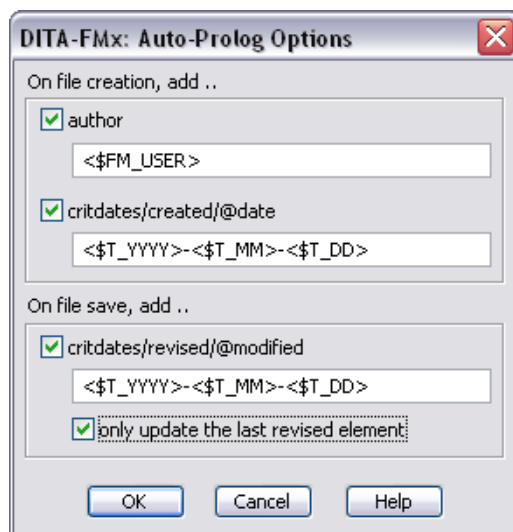 DITA-FMx: Auto-Prolog Options
On file creation, add ..
author
<$FM_USER>
critdates/created/@date
<$T_YYYY>-<$T_MM>-<$T_DD>
On file save, add ..
critdates/revised/@modified
<$T_YYYY>-<$T_MM>-<$T_DD>
only update the last revised element
OK Cancel Help